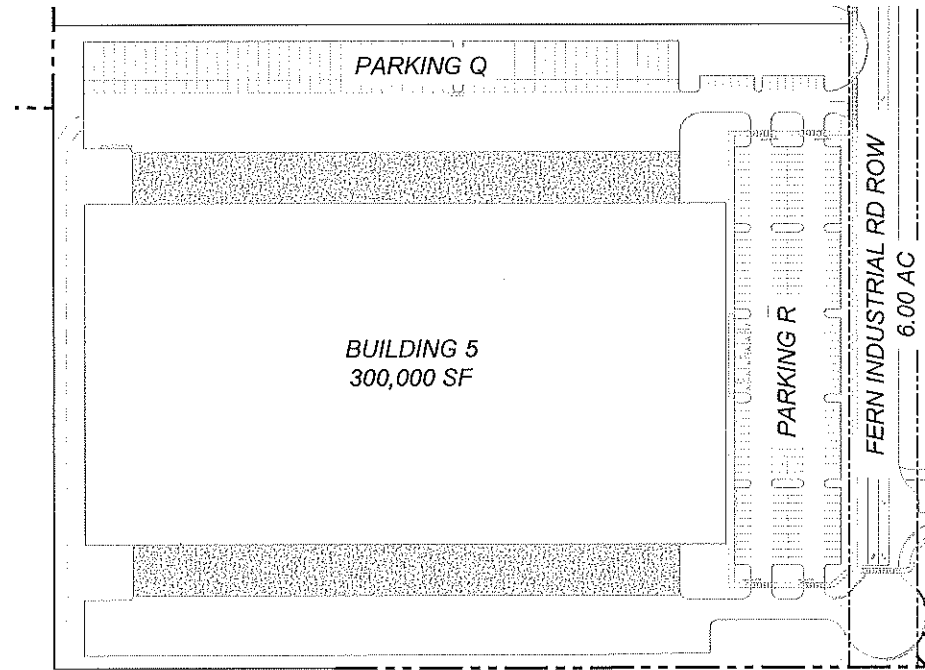 PARKING Q
BUILDING 5
300,000 SF
PARKING R
FERN INDUSTRIAL RD ROW
6.00 AC